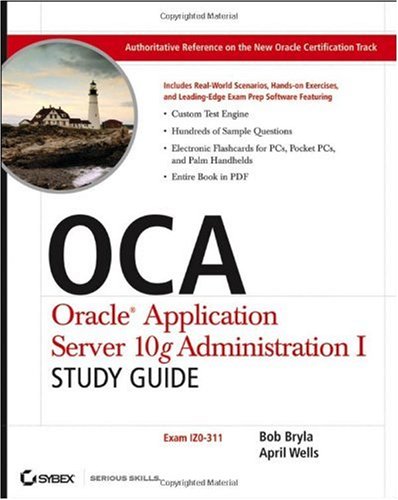 Copyrighted Material
Authoritative Reference on the New Oracle Certification Track
Includes Real-World Scenarios, Hands-on Exercises,
and Leading-Edge Exam Prep Software Featuring
• Custom Test Engine
• Hundreds of Sample Questions
• Electronic Flashcards for PCs, Pocket PCs,
and Palm Handhelds
• Entire Book in PDF
OCA
Oracle® Application
Server 10g Administration I
STUDY GUIDE
Exam IZ0-311
Bob Bryla
April Wells
SYBEX
SERIOUS SKILLS.
Copyrighted Material